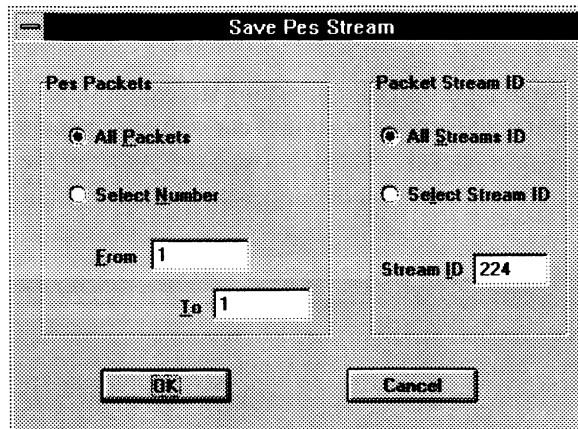 Save Pes Stream
Pes Packets
All Packets
Select Number
From 1
To 1
Packet Stream ID
All Streams ID
Select Stream ID
Stream ID 224
OK
Cancel